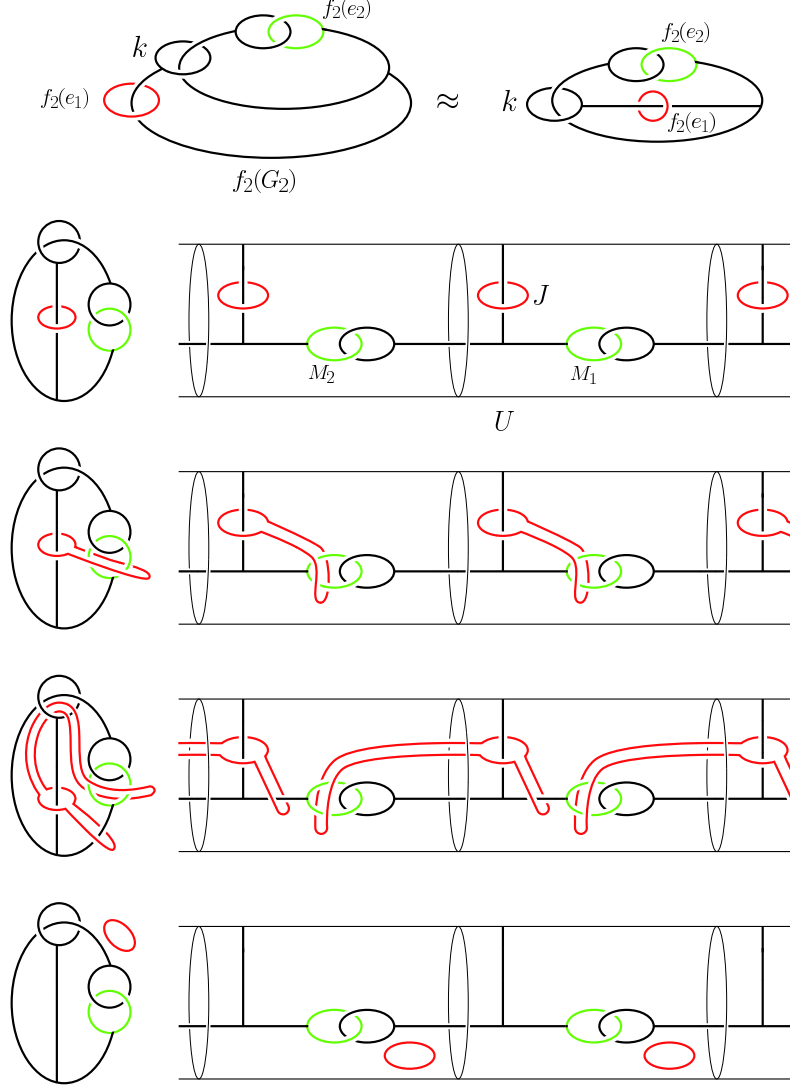 f₂(e₂)
k
f₂(e₁)
≈
f₂(e₂)
k
f₂(e₁)
f₂(G₂)
J
M₂
M₁
U